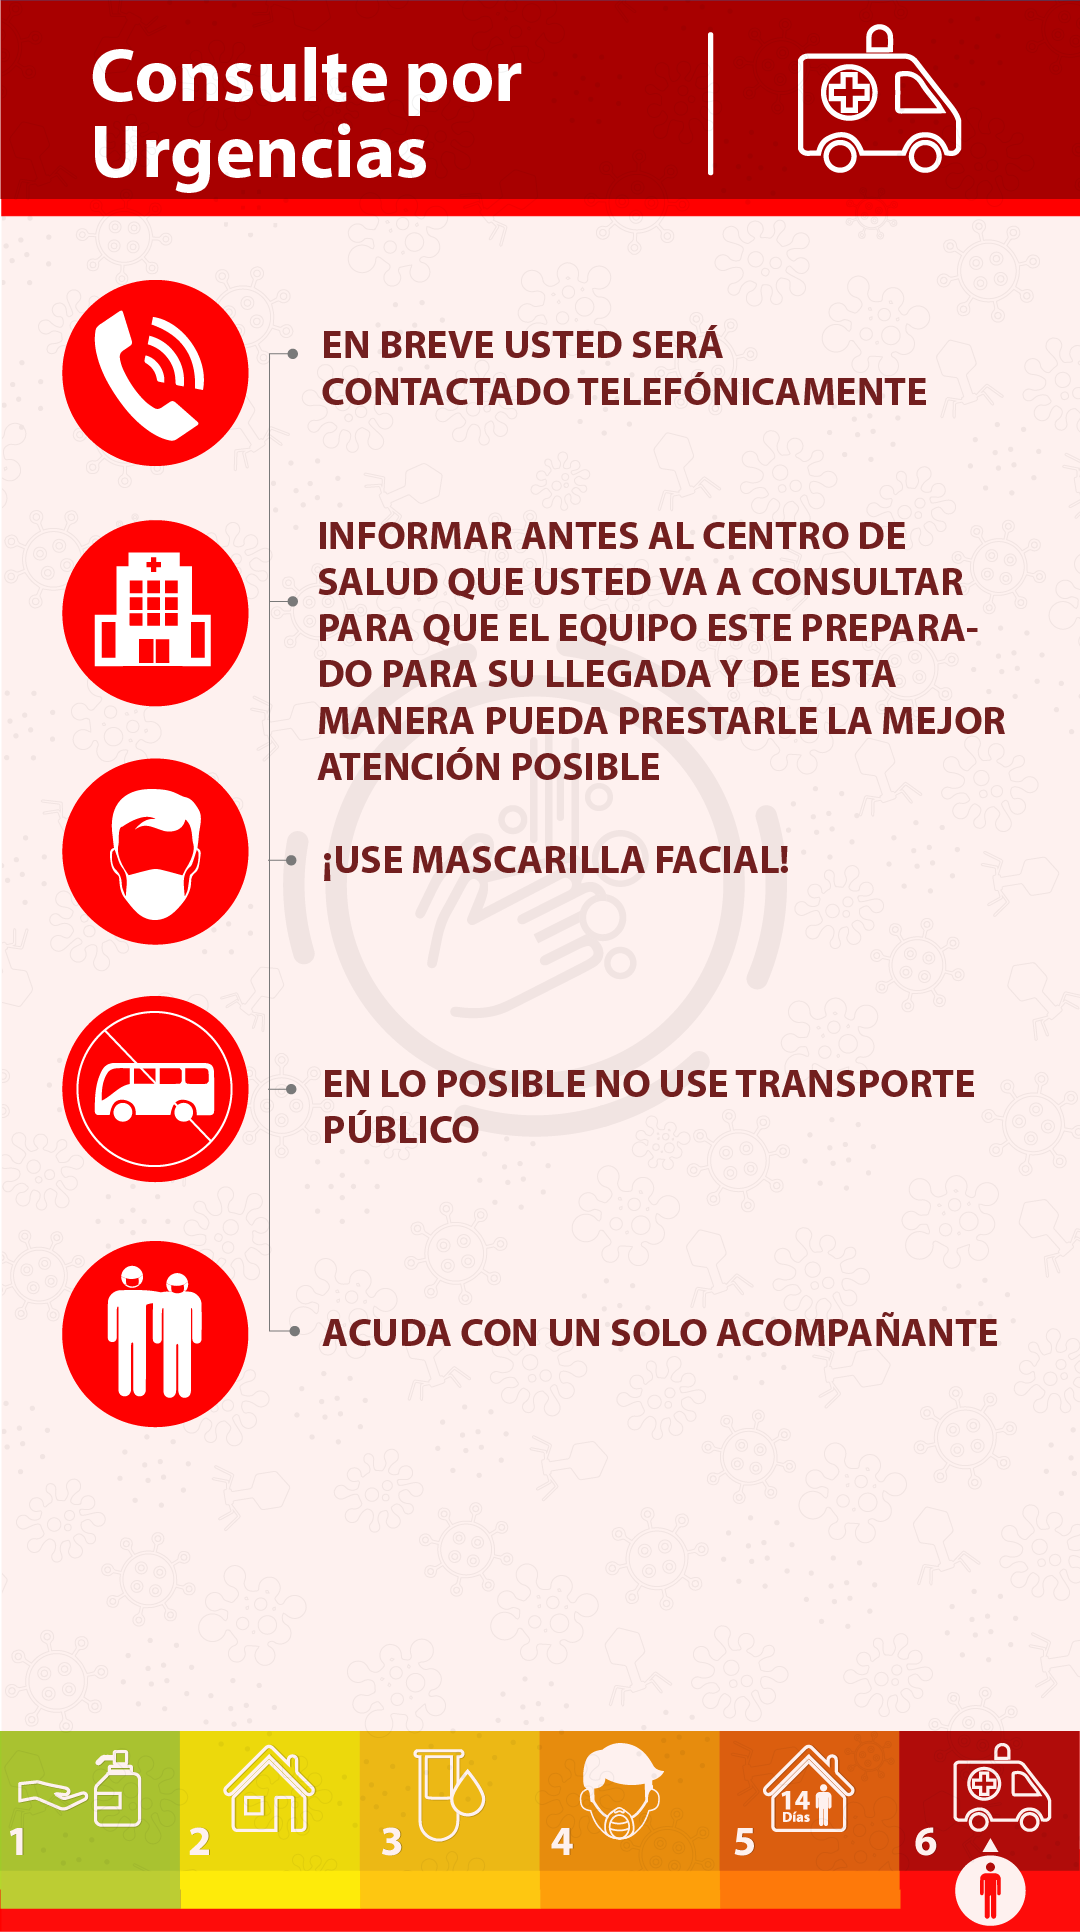 Consulte por
Urgencias
EN BREVE USTED SERÁ
CONTACTADO TELEFÓNICAMENTE
INFORMAR ANTES AL CENTRO DE
SALUD QUE USTED VA A CONSULTAR
PARA QUE EL EQUIPO ESTE PREPARA-
DO PARA SU LLEGADA Y DE ESTA
MANERA PUEDA PRESTARLE LA MEJOR
ATENCIÓN POSIBLE
¡USE MASCARILLA FACIAL!
EN LO POSIBLE NO USE TRANSPORTE
PÚBLICO
ACUDA CON UN SOLO ACOMPAÑANTE
1
2
3
4
14
Días
5
6